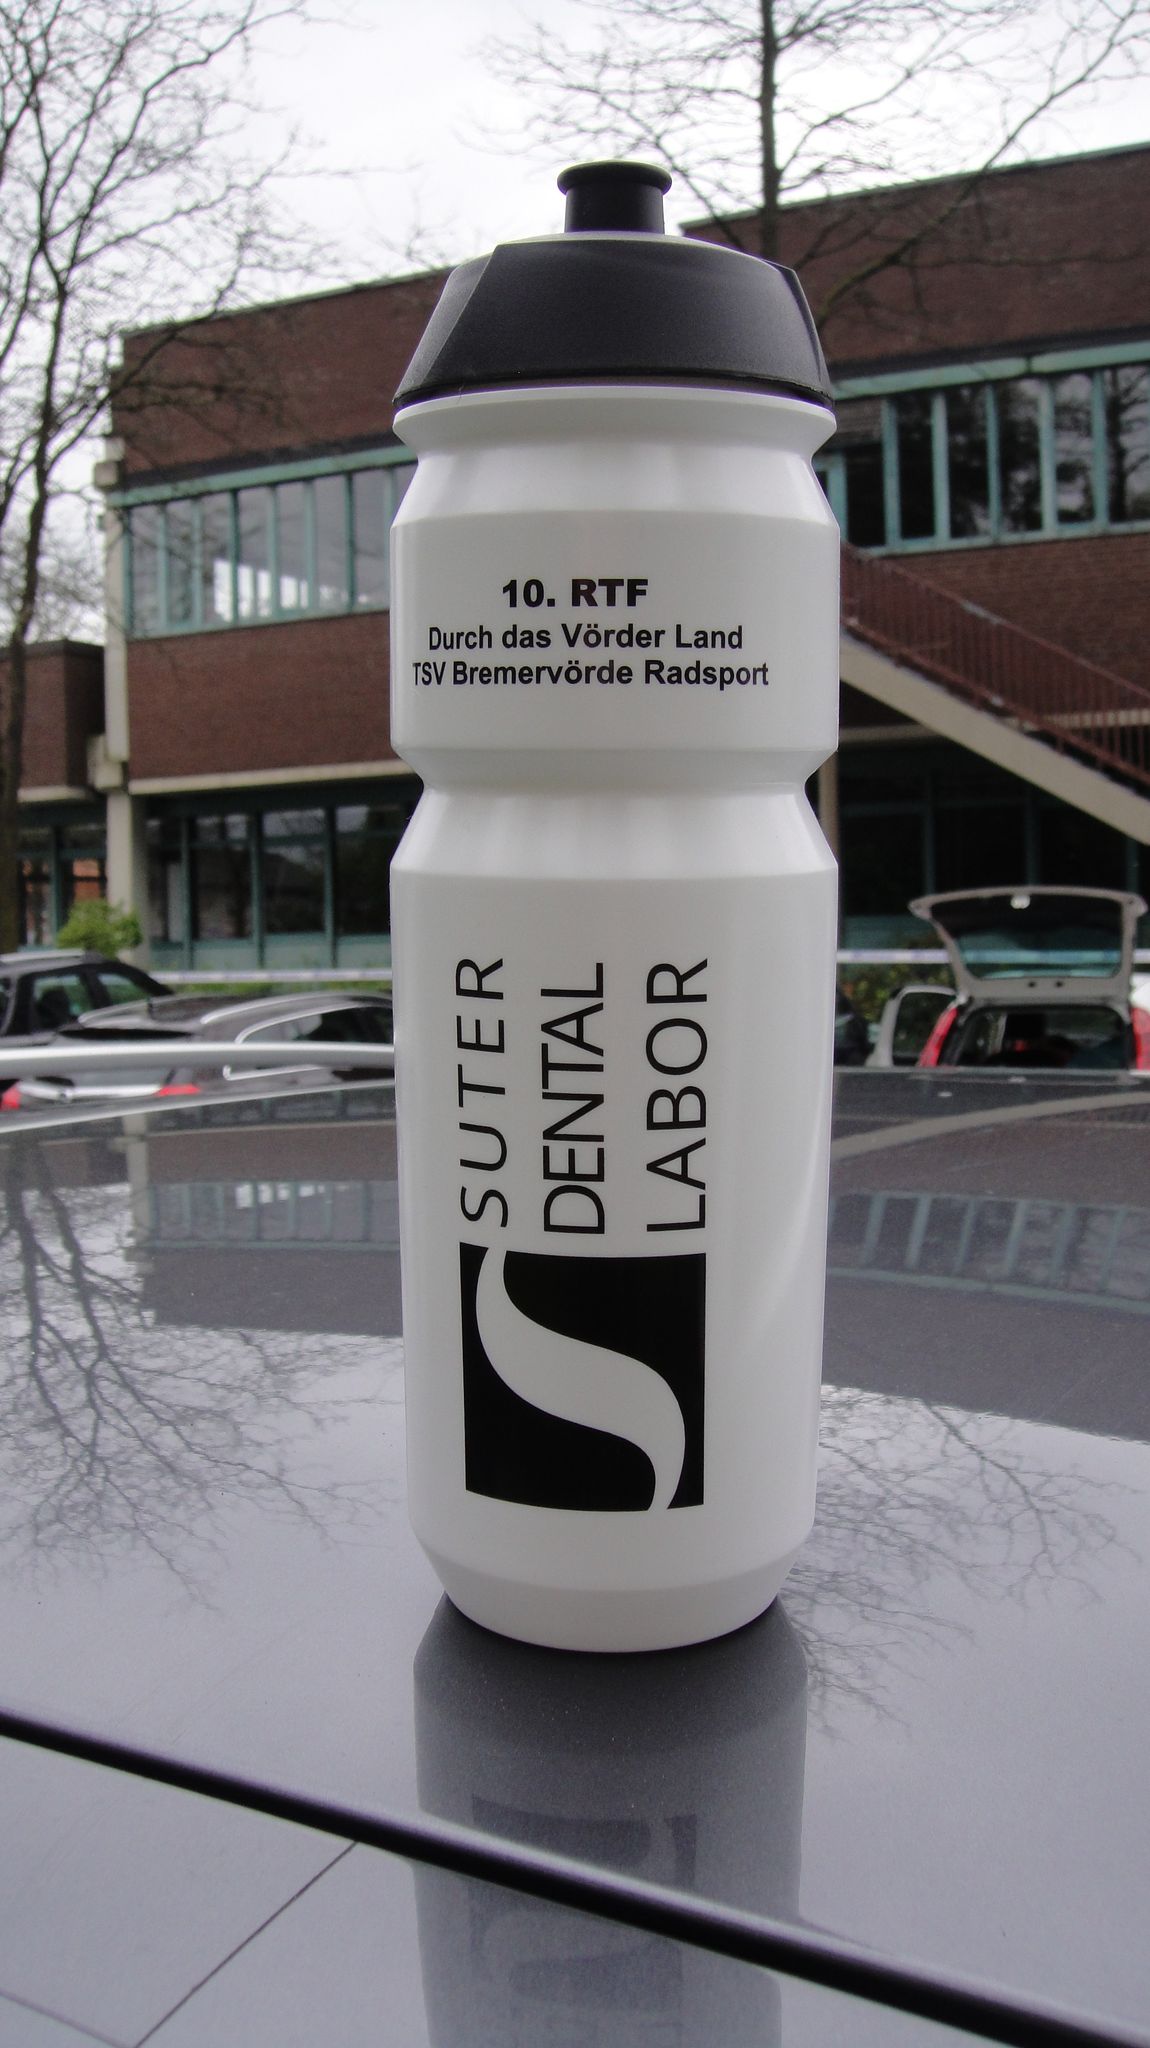 10. RTF
Durch das Vörder Land
TSV Bremervörde Radsport
SUTER
DENTAL
LABOR